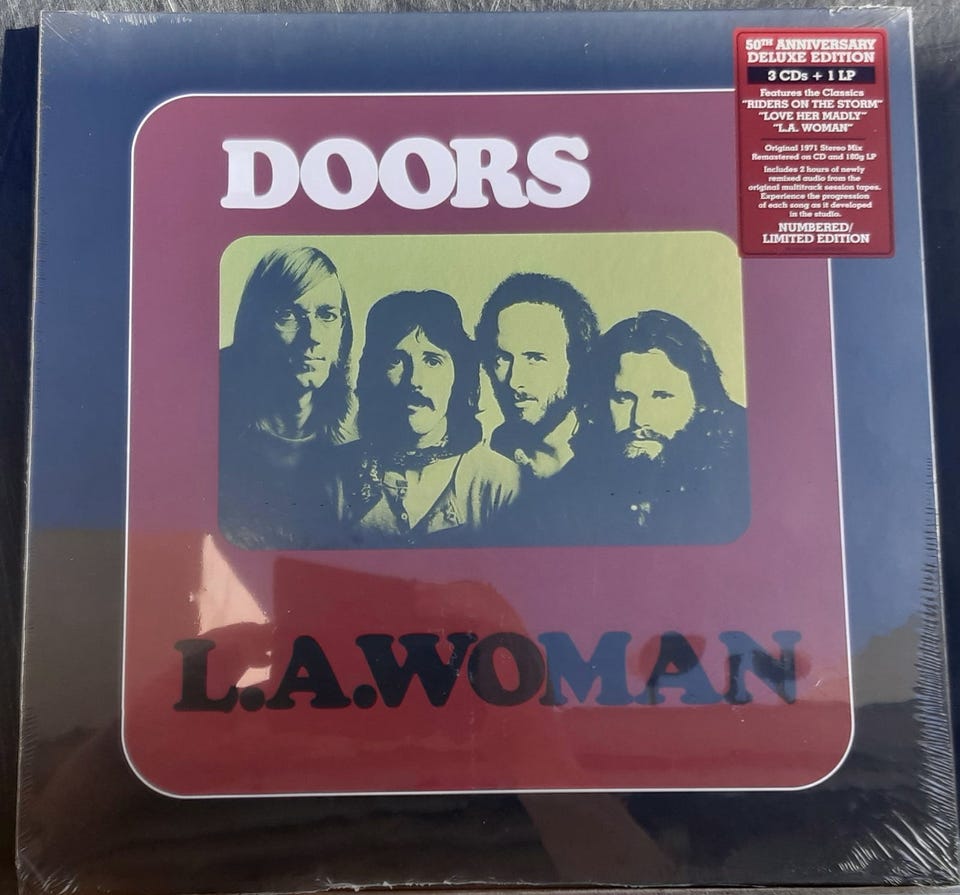 50TH ANNIVERSARY
DELUXE EDITION
3 CDs + 1 LP
Features the Classics
"RIDERS ON THE STORM"
"LOVE HER MADLY"
"L.A. WOMAN"
Original 1971 Stereo Mix
Remastered on CD and 180g LP
Includes 2 hours of newly
remixed audio from the
original multitrack session tapes.
Experience the progression
of each song as it developed
in the studio.
NUMBERED/
LIMITED EDITION
DOORS
L.A.WOMAN